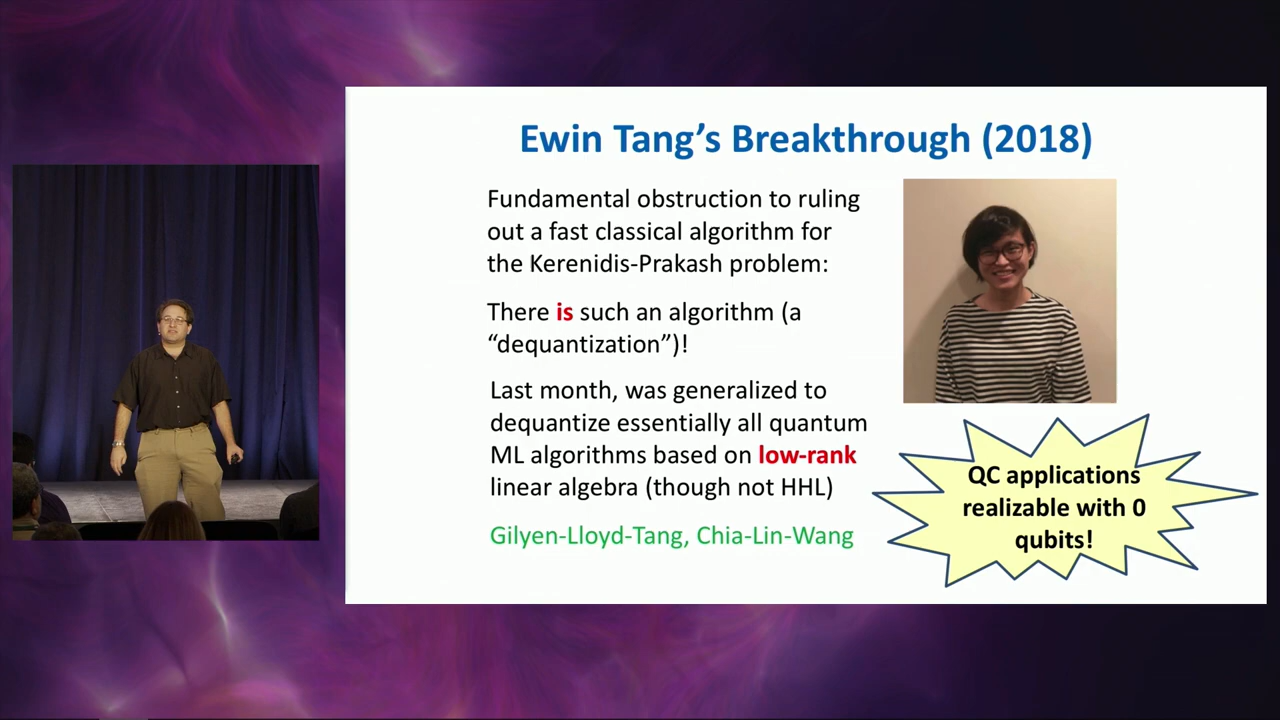 Ewin Tang’s Breakthrough (2018)
Fundamental obstruction to ruling
out a fast classical algorithm for
the Kerenidis-Prakash problem:
There is such an algorithm (a
“dequantization”)!
Last month, was generalized to
dequantize essentially all quantum
ML algorithms based on low-rank
linear algebra (though not HHL)
Gilyen-Lloyd-Tang, Chia-Lin-Wang
QC applications
realizable with 0
qubits!